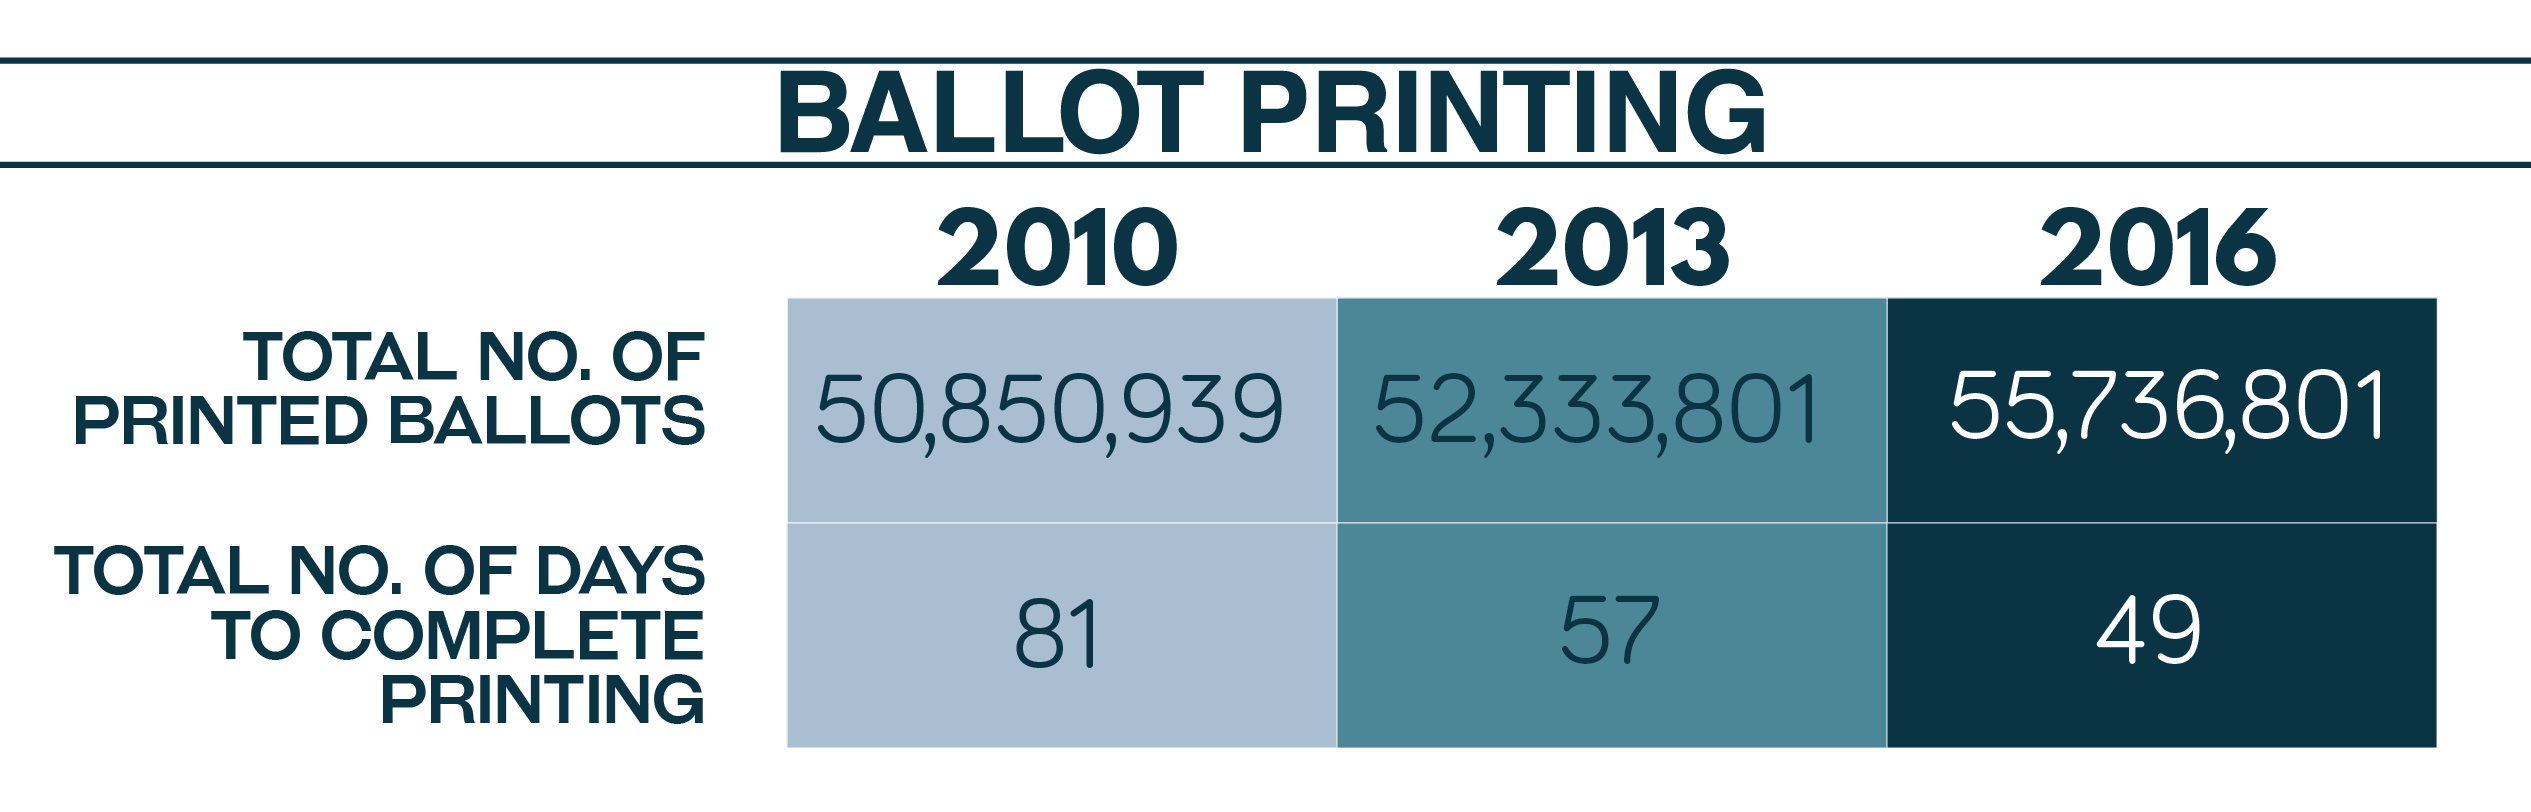 BALLOT PRINTING
2010 2013 2016
TOTAL NO. OF
PRINTED BALLOTS
50,850,939 52,333,801 55,736,801
TOTAL NO. OF DAYS
TO COMPLETE
PRINTING
81 57 49